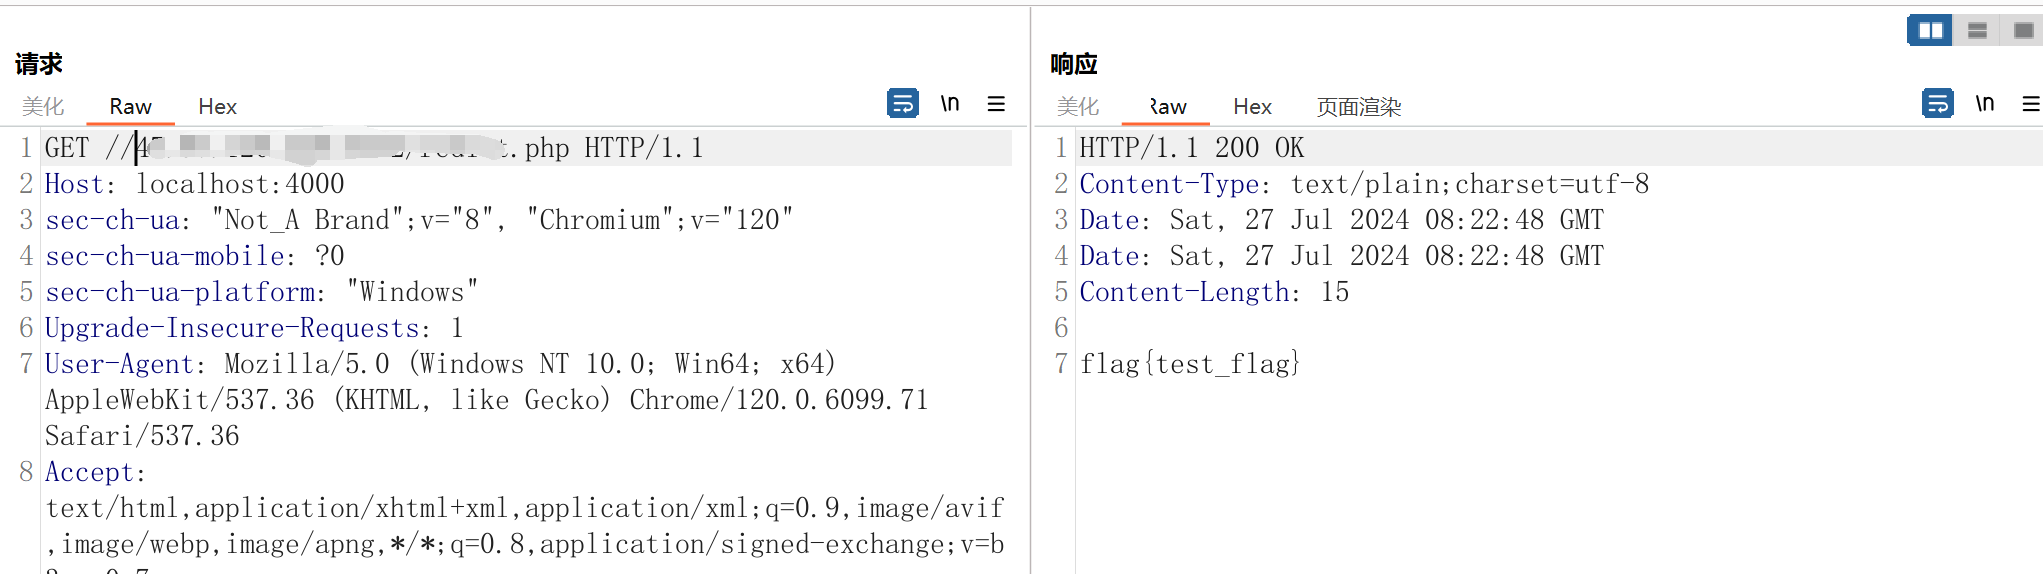 请求
美化 Raw Hex \n
1 GET // .php HTTP/1.1
2 Host: localhost:4000
3 sec-ch-ua: "Not_A Brand";v="8", "Chromium";v="120"
4 sec-ch-ua-mobile: ?0
5 sec-ch-ua-platform: "Windows"
6 Upgrade-Insecure-Requests: 1
7 User-Agent: Mozilla/5.0 (Windows NT 10.0; Win64; x64)
AppleWebKit/537.36 (KHTML, like Gecko) Chrome/120.0.6099.71
Safari/537.36
8 Accept:
text/html,application/xhtml+xml,application/xml;q=0.9,image/avif
,image/webp,image/apng,*/*;q=0.8,application/signed-exchange;v=b
响应
美化 Raw Hex 页面渲染 \n
1 HTTP/1.1 200 OK
2 Content-Type: text/plain;charset=utf-8
3 Date: Sat, 27 Jul 2024 08:22:48 GMT
4 Date: Sat, 27 Jul 2024 08:22:48 GMT
5 Content-Length: 15
6
7 flag{test_flag}